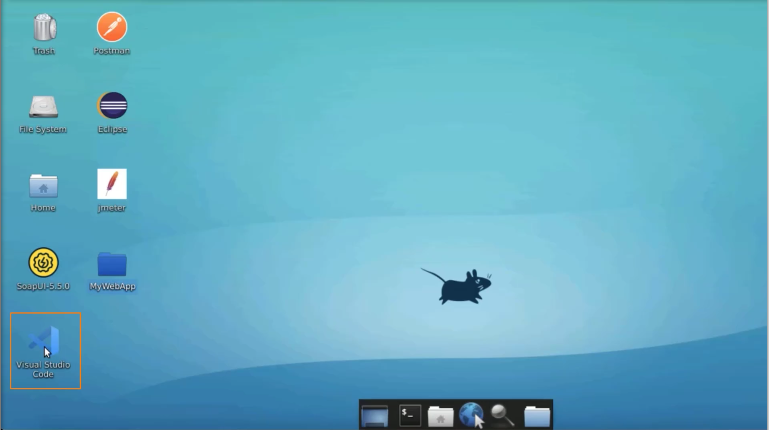 Trash
Postman
File System
Eclipse
Home
jmeter
SoapUI-5.5.0
MyWebApp
Visual Studio
Code
$_